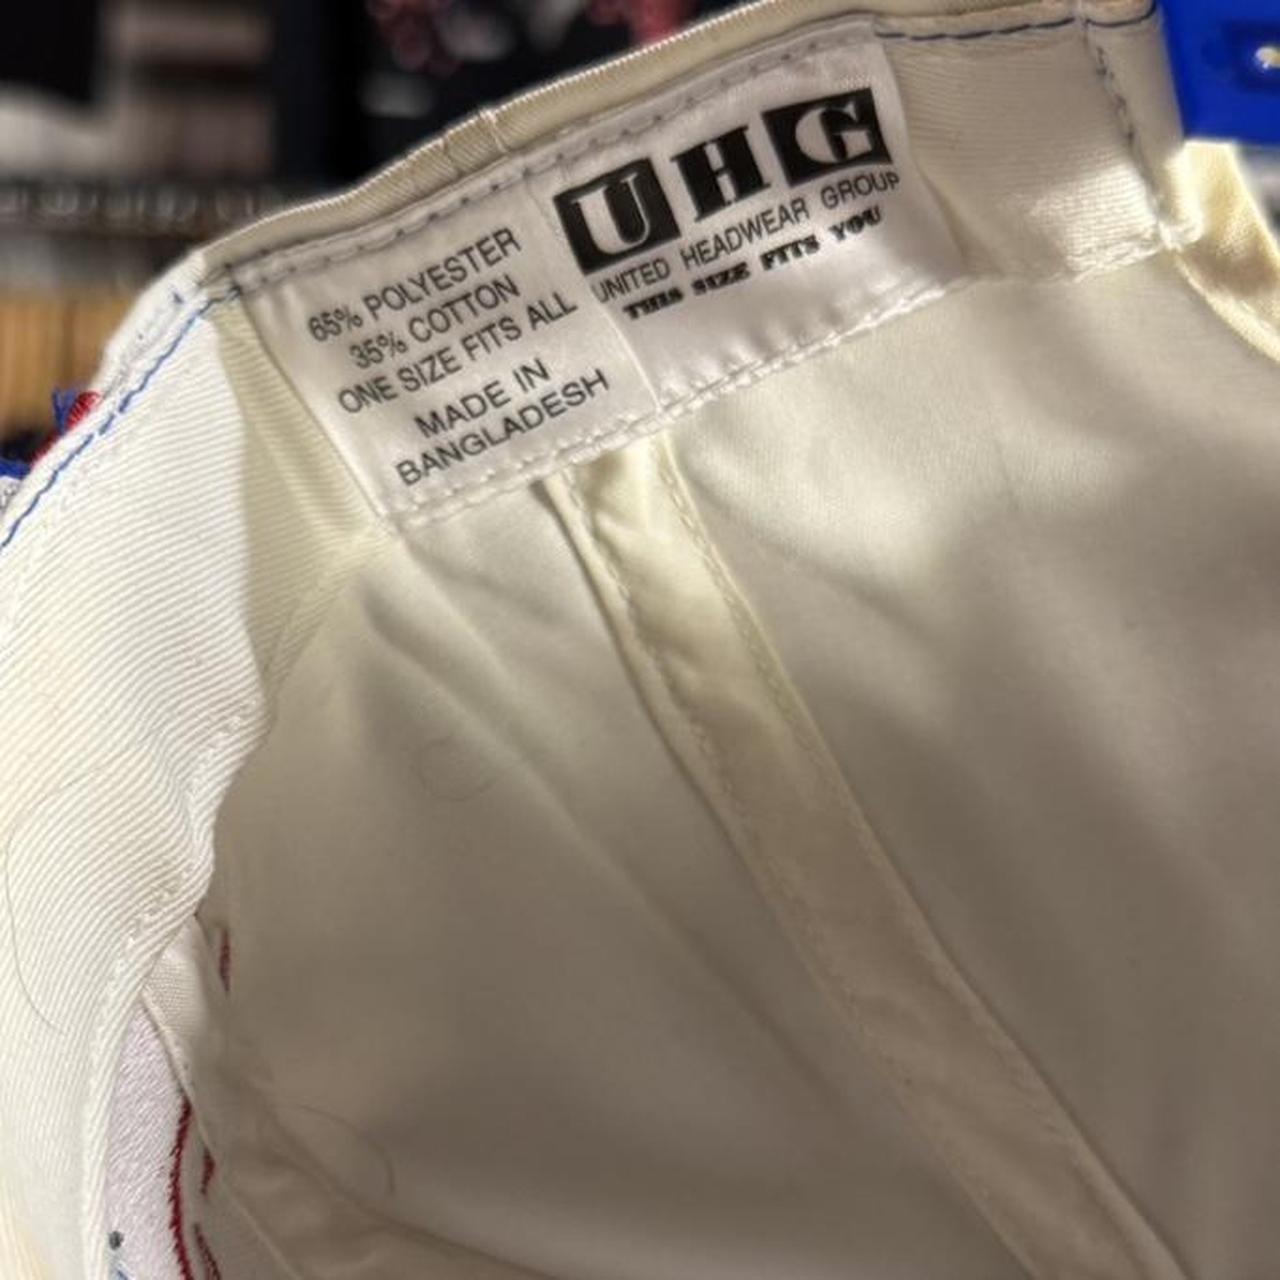 65% POLYESTER
35% COTTON
ONE SIZE FITS ALL
MADE IN
BANGLADESH
UHG
UNITED HEADWEAR GROUP
THIS SIZE FITS YOU